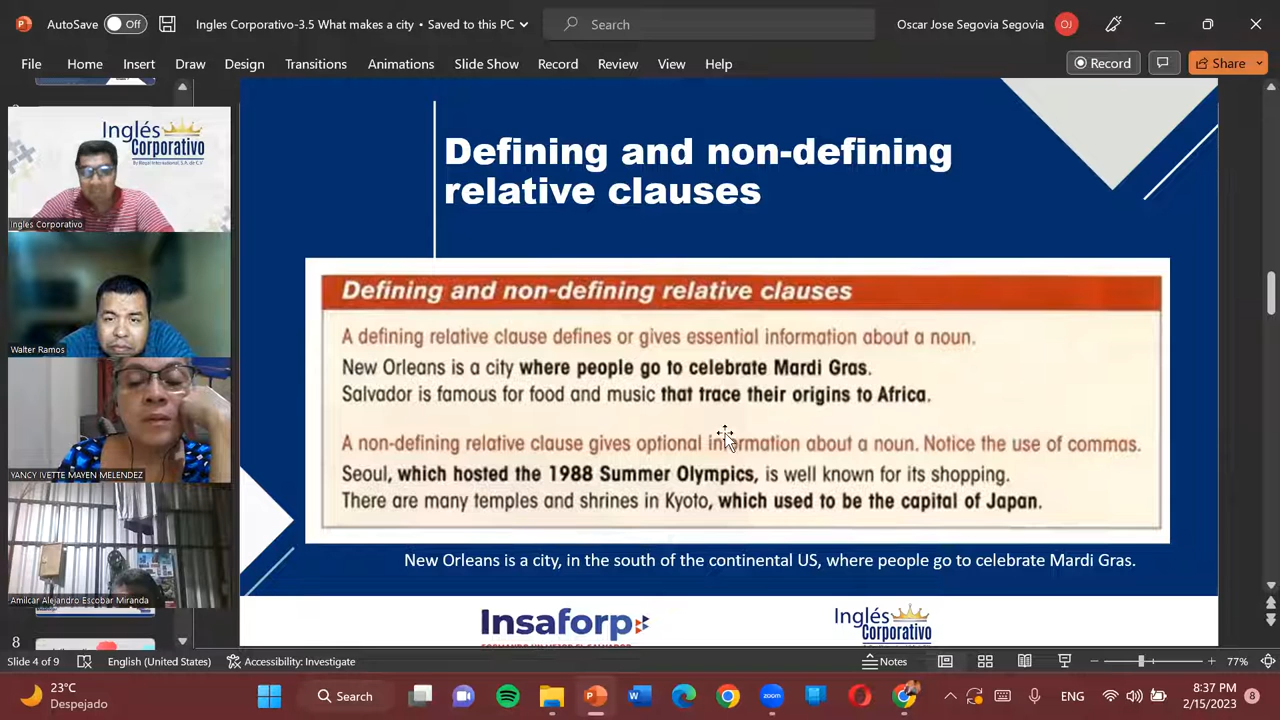 AutoSave Off Ingles Corporativo-3.5 What makes a city • Saved to this PC Search Oscar Jose Segovia Segovia OJ
File Home Insert Draw Design Transitions Animations Slide Show Record Review View Help Record Share
Inglés
Corporativo
Inglés Corporativo
Walter Ramos
YANCY IVETTE MAYEN MELENDEZ
Amilcar Alejandro Escobar Miranda
8
Defining and non-defining
relative clauses
Defining and non-defining relative clauses
A defining relative clause defines or gives essential information about a noun.
New Orleans is a city where people go to celebrate Mardi Gras.
Salvador is famous for food and music that trace their origins to Africa.
A non-defining relative clause gives optional information about a noun. Notice the use of commas.
Seoul, which hosted the 1988 Summer Olympics, is well known for its shopping.
There are many temples and shrines in Kyoto, which used to be the capital of Japan.
New Orleans is a city, in the south of the continental US, where people go to celebrate Mardi Gras.
Insaforp
Inglés
Corporativo
Slide 4 of 9 English (United States) Accessibility: Investigate Notes 77%
23°C
Despejado
Search
zoom
ENG
8:37 PM
2/15/2023
8